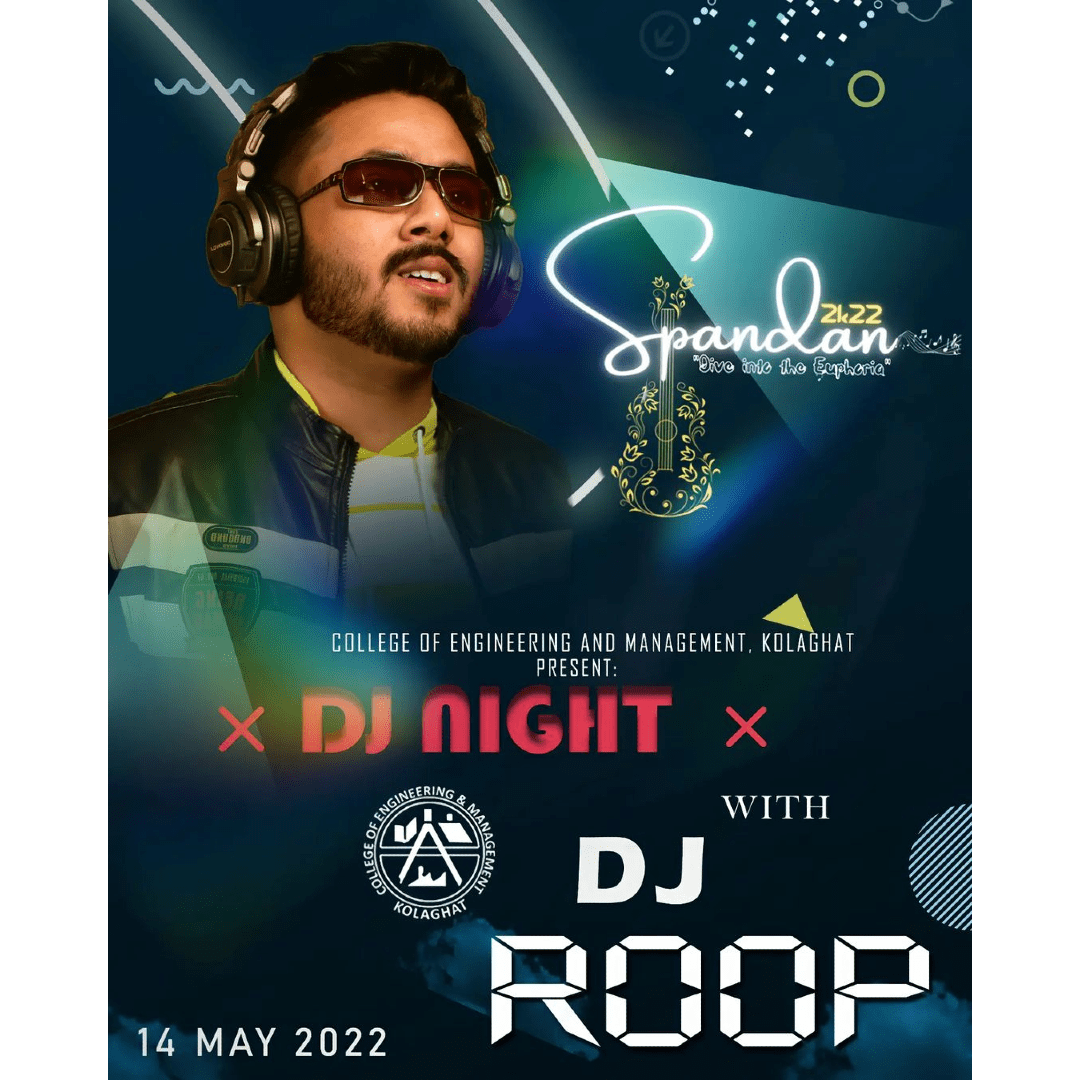 Spandan
2k22
"Dive into the Euphoria"
COLLEGE OF ENGINEERING AND MANAGEMENT, KOLAGHAT
PRESENT:
DJ NIGHT
COLLEGE OF ENGINEERING & MANAGEMENT
KOLAGHAT
WITH
DJ
ROOP
14 MAY 2022